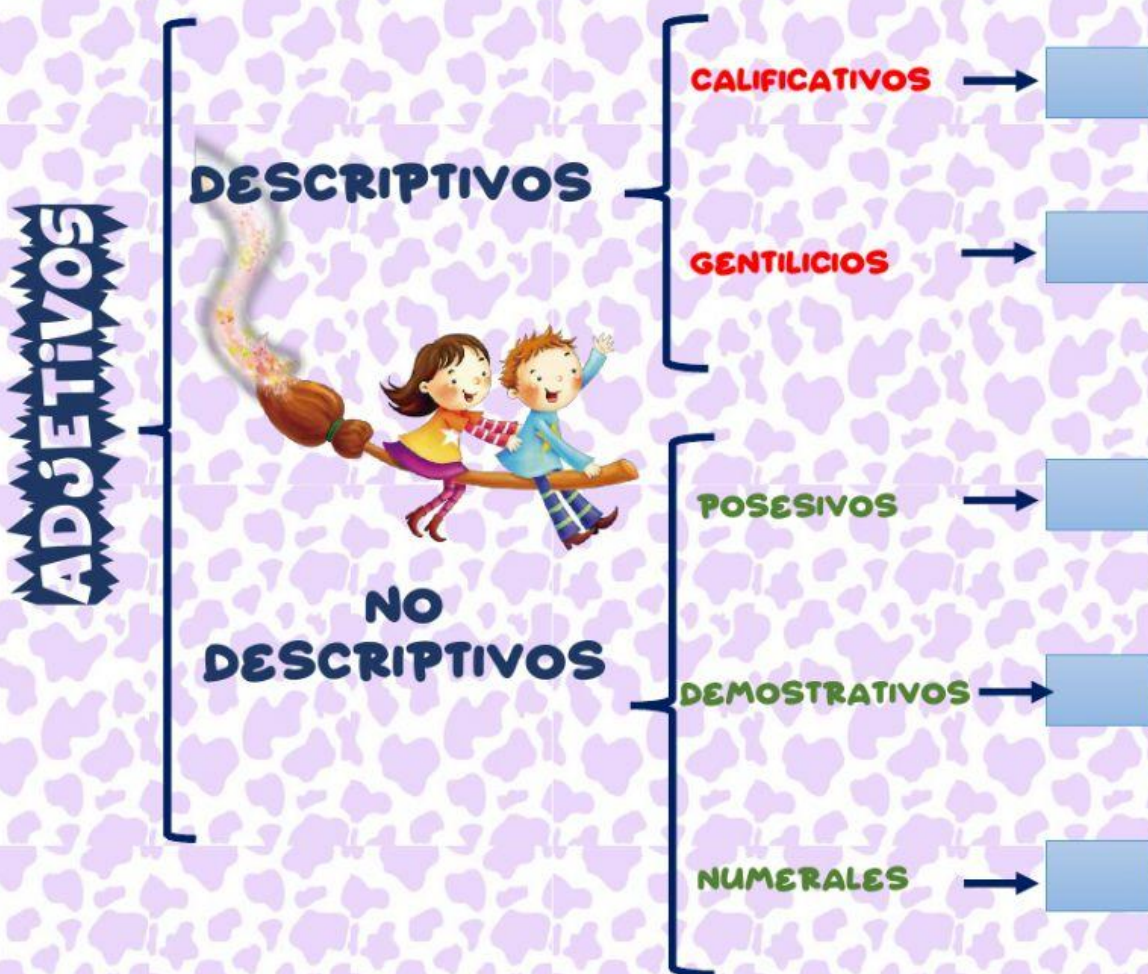 ADJETIVOS
DESCRIPTIVOS
CALIFICATIVOS
GENTILICIOS
NO
DESCRIPTIVOS
POSESIVOS
DEMOSTRATIVOS
NUMERALES